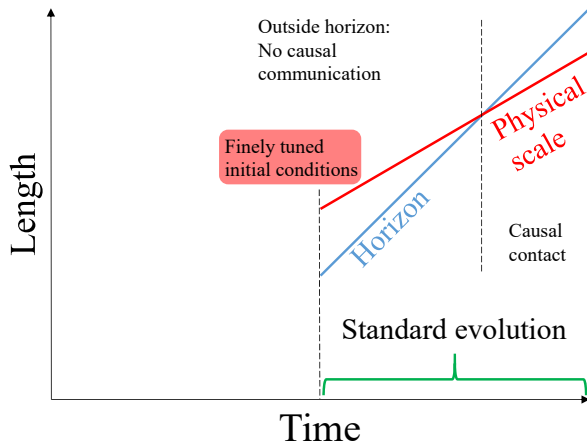 Outside horizon:
No causal
communication
Finely tuned
initial conditions
Physical
scale
Horizon
Causal
contact
Standard evolution
Length
Time